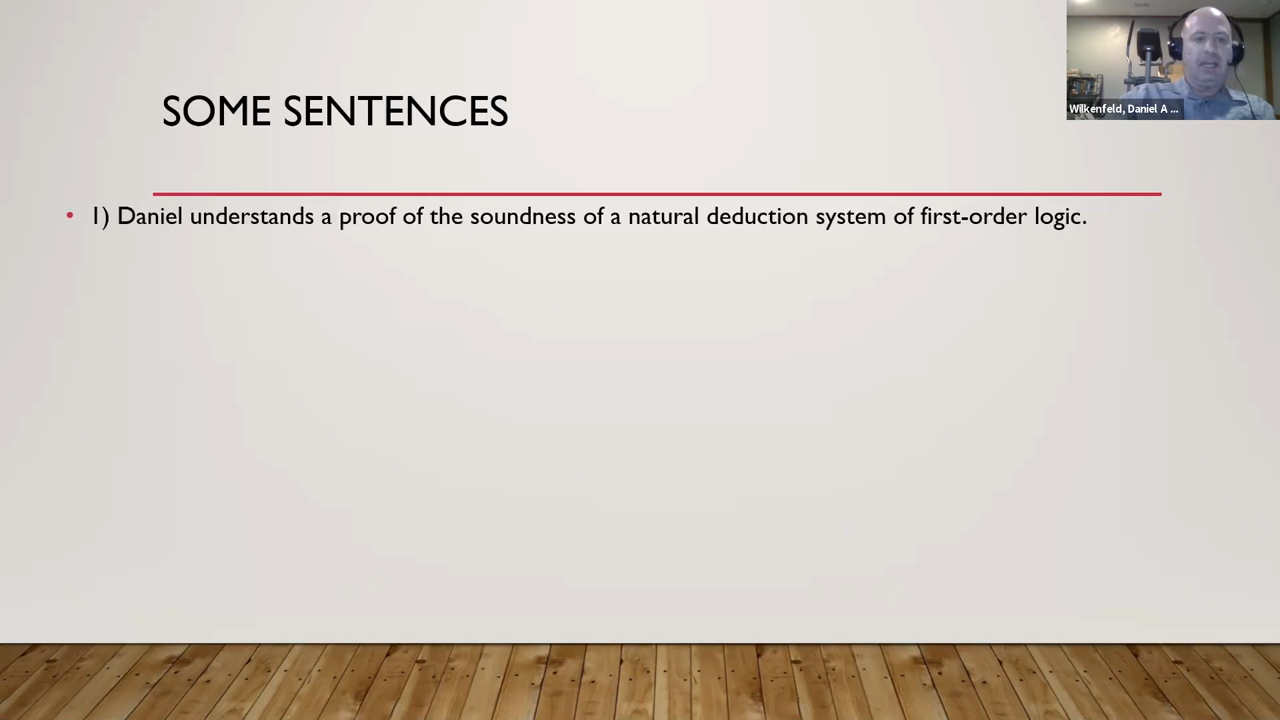 Wilkenfeld, Daniel A ...
SOME SENTENCES
• 1) Daniel understands a proof of the soundness of a natural deduction system of first-order logic.